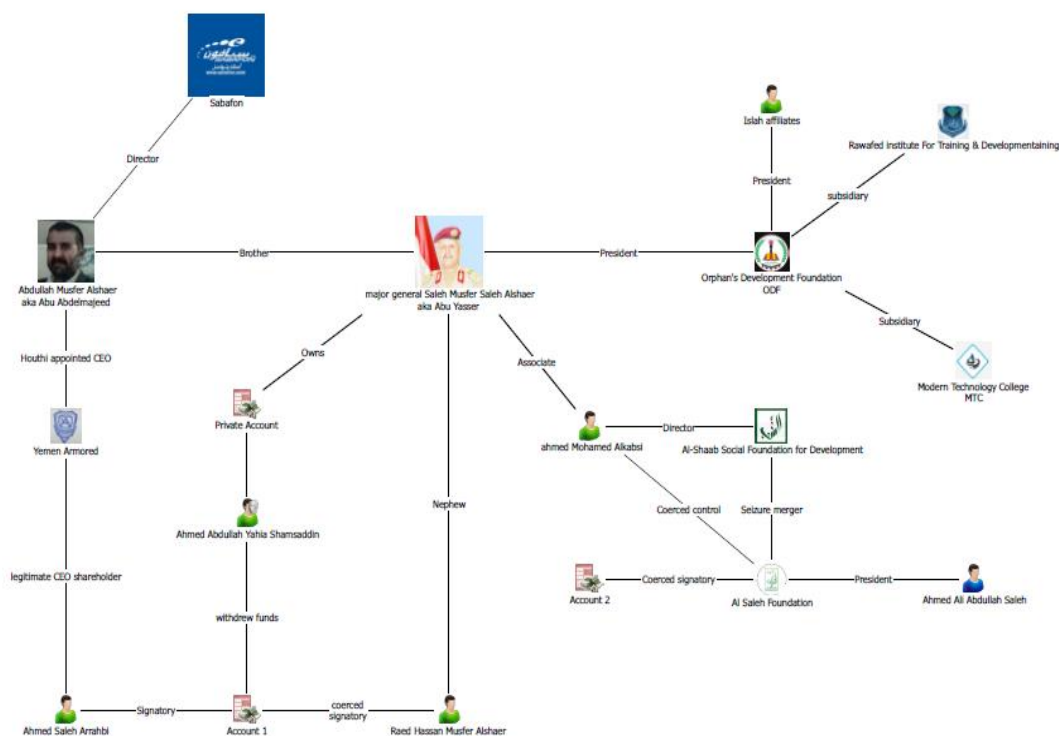 سبأفون
www.sabafon.com
Sabafon
Islah affiliates
Rawafed institute For Training & Developmentaining
Director
President
subsidiary
Brother
President
Abdullah Musfer Alshaer
aka Abu Abdelmajeed
major general Saleh Musfer Saleh Alshaer
aka Abu Yasser
Orphan's Development Foundation
ODF
Subsidiary
Houthi appointed CEO
Owns
Associate
Modern Technology College
MTC
Private Account
Yemen Armored
ahmed Mohamed Alkabsi
Director
Al-Shaab Social Foundation for Development
Nephew
Coerced control
Seizure merger
Ahmed Abdullah Yahia Shamsaddin
legitimate CEO shareholder
Coerced signatory
President
Account 2
Al Saleh Foundation
Ahmed Ali Abdullah Saleh
withdrew funds
Signatory
coerced
signatory
Ahmed Saleh Arrahbi
Account 1
Raed Hassan Musfer Alshaer